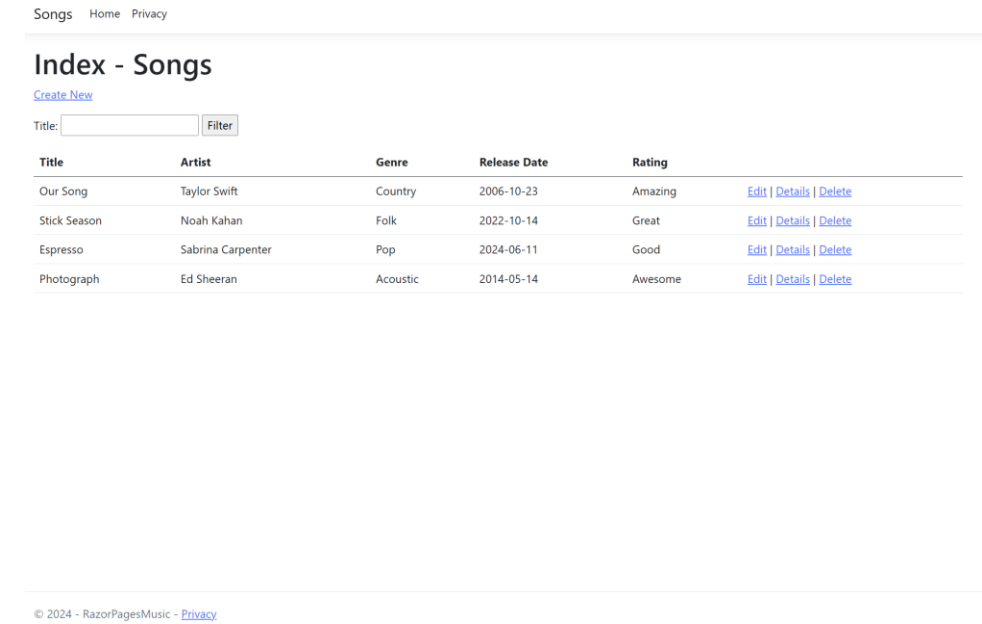 Songs Home Privacy
Index - Songs
Create New
Title: Filter
Title Artist Genre Release Date Rating
Our Song Taylor Swift Country 2006-10-23 Amazing Edit | Details | Delete
Stick Season Noah Kahan Folk 2022-10-14 Great Edit | Details | Delete
Espresso Sabrina Carpenter Pop 2024-06-11 Good Edit | Details | Delete
Photograph Ed Sheeran Acoustic 2014-05-14 Awesome Edit | Details | Delete
© 2024 - RazorPagesMusic - Privacy